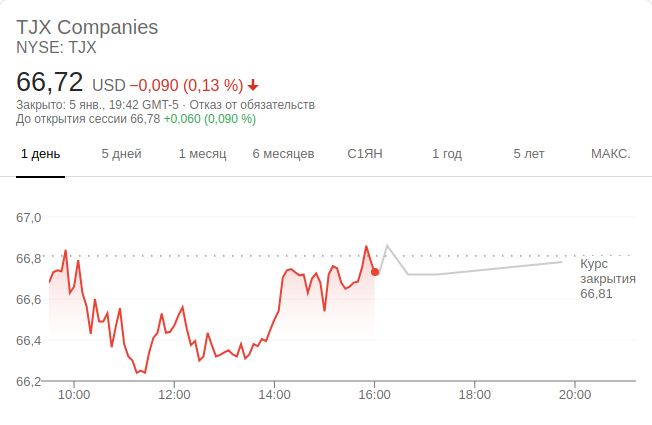 TJX Companies
NYSE: TJX
66,72 USD −0,090 (0,13 %)
Закрыто: 5 янв., 19:42 GMT-5 · Отказ от обязательств
До открытия сессии 66,78 +0,060 (0,090 %)
1 день 5 дней 1 месяц 6 месяцев С1ЯН 1 год 5 лет МАКС.
67,0
66,8
Курс
закрытия
66,81
66,6
66,4
66,2
10:00 12:00 14:00 16:00 18:00 20:00